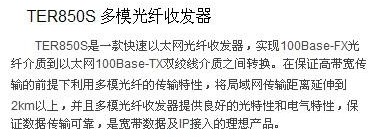 TER850S 多模光纤收发器
TER850S是一款快速以太网光纤收发器，实现100Base-FX光
纤介质到以太网100Base-TX双绞线介质之间转换。在保证高带宽传
输的前提下利用多模光纤的传输特性，将局域网传输距离延伸到
2km以上，并且多模光纤收发器提供良好的光特性和电气特性，保
证数据传输可靠，是宽带数据及IP接入的理想产品。